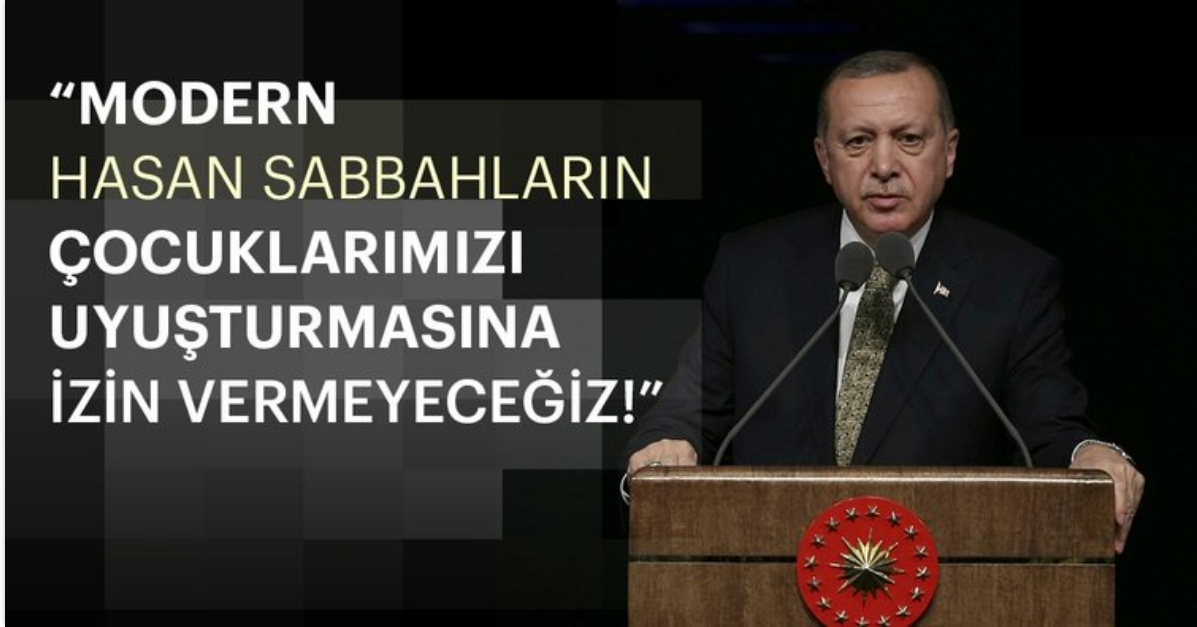 “MODERN
HASAN SABBAHLARIN
ÇOCUKLARIMIZI
UYUŞTURMASINA
İZİN VERMEYECEĞİZ!”